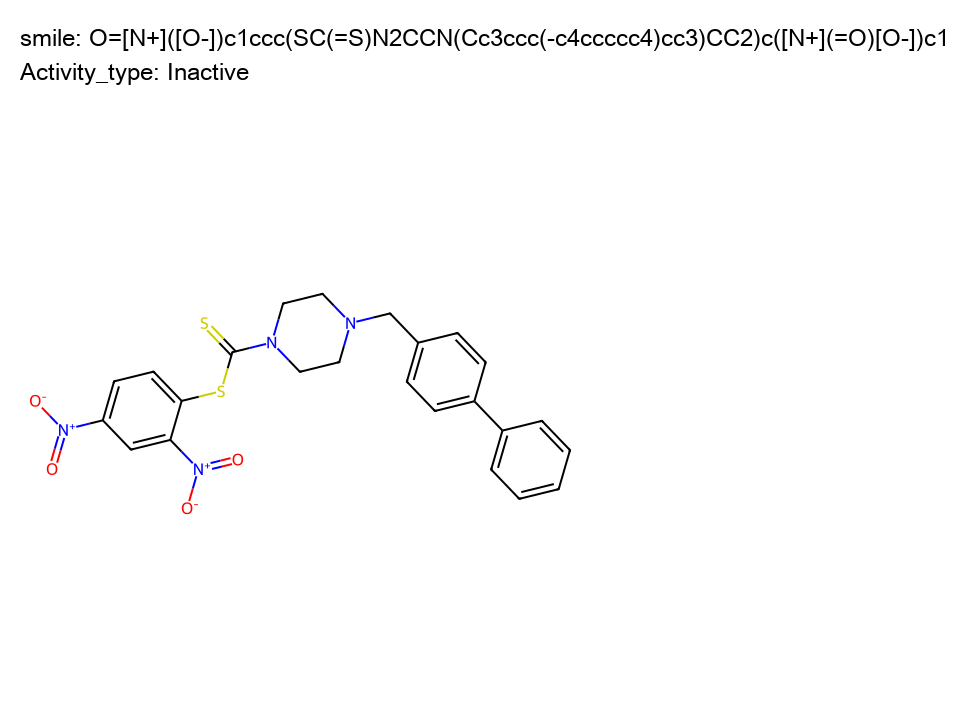 smile: O=[N+]([O-])c1ccc(SC(=S)N2CCN(Cc3ccc(-c4ccccc4)cc3)CC2)c([N+](=O)[O-])c1
Activity_type: Inactive
S
N
N
S
O-
N+
O
N+
O
O-